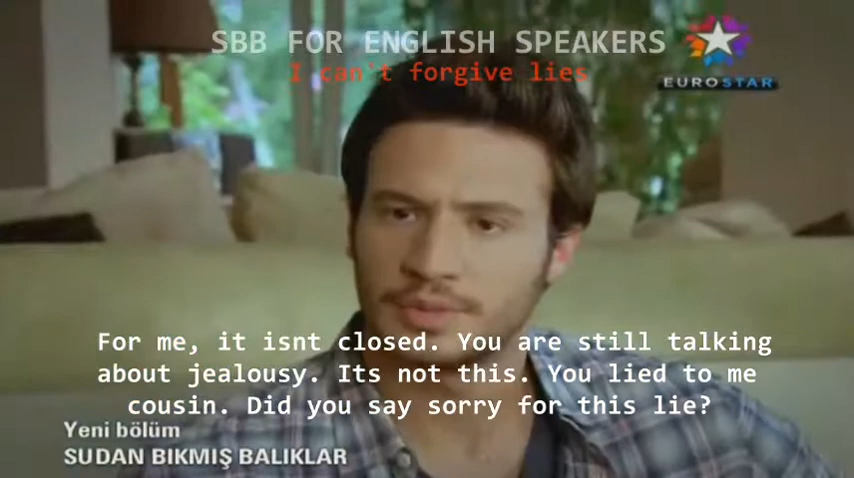 SBB FOR ENGLISH SPEAKERS
I can't forgive lies
EUROSTAR
For me, it isnt closed. You are still talking
about jealousy. Its not this. You lied to me
cousin. Did you say sorry for this lie?
Yeni bölüm
SUDAN BIKMIŞ BALIKLAR